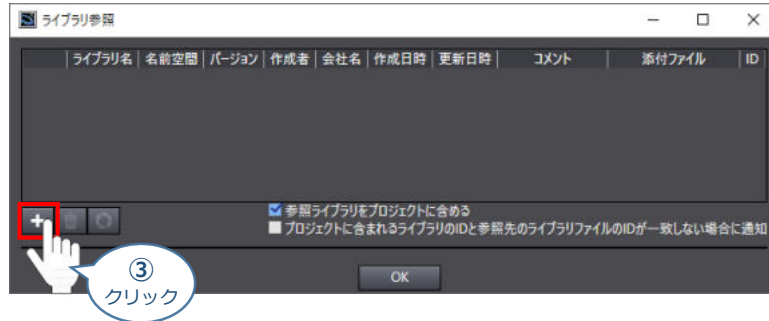 ライブラリ参照
ライブラリ名 名前空間 バージョン 作成者 会社名 作成日時 更新日時 コメント 添付ファイル ID
参照ライブラリをプロジェクトに含める
プロジェクトに含まれるライブラリのIDと参照先のライブラリファイルのIDが一致しない場合に通知
OK
③
クリック